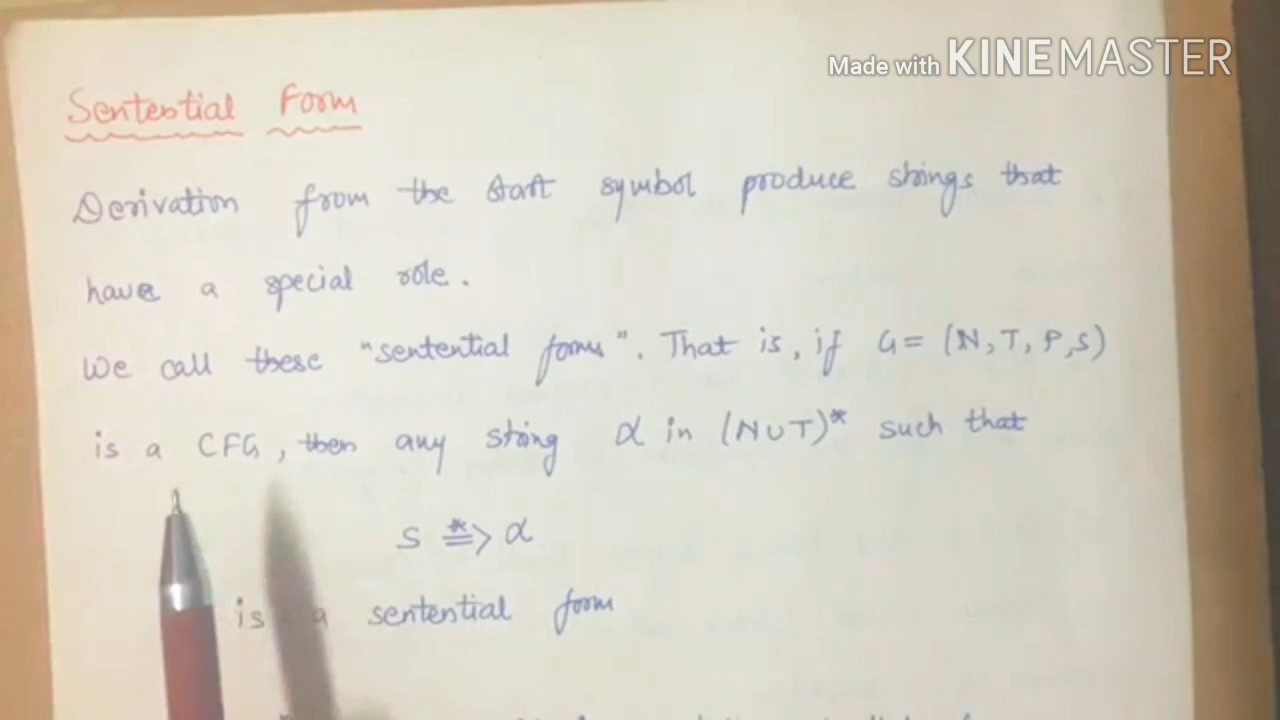 Made with KINEMASTER
Sentential Form
Derivation from the start symbol produce strings that
have a special role.
We call these "sentential forms". That is, if G = (N, T, P, S)
is a CFG, then any string α in (N∪T)* such that
S *⇒ α
is a sentential form